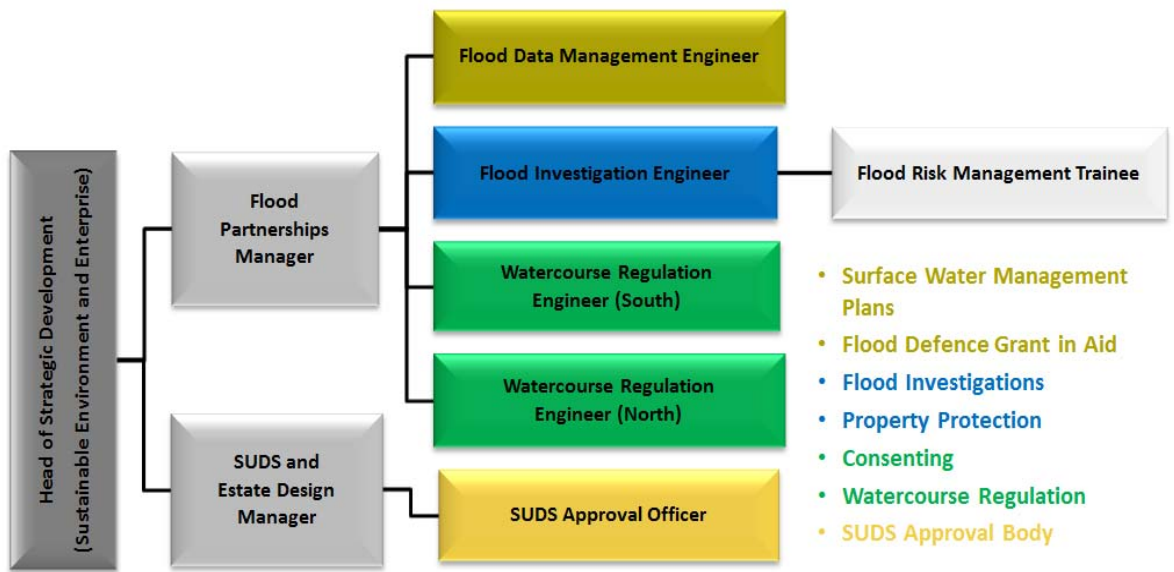 Head of Strategic Development
(Sustainable Environment and Enterprise)
Flood
Partnerships
Manager
SUDS and
Estate Design
Manager
Flood Data Management Engineer
Flood Investigation Engineer
Watercourse Regulation
Engineer (South)
Watercourse Regulation
Engineer (North)
SUDS Approval Officer
Flood Risk Management Trainee
• Surface Water Management
Plans
• Flood Defence Grant in Aid
• Flood Investigations
• Property Protection
• Consenting
• Watercourse Regulation
• SUDS Approval Body